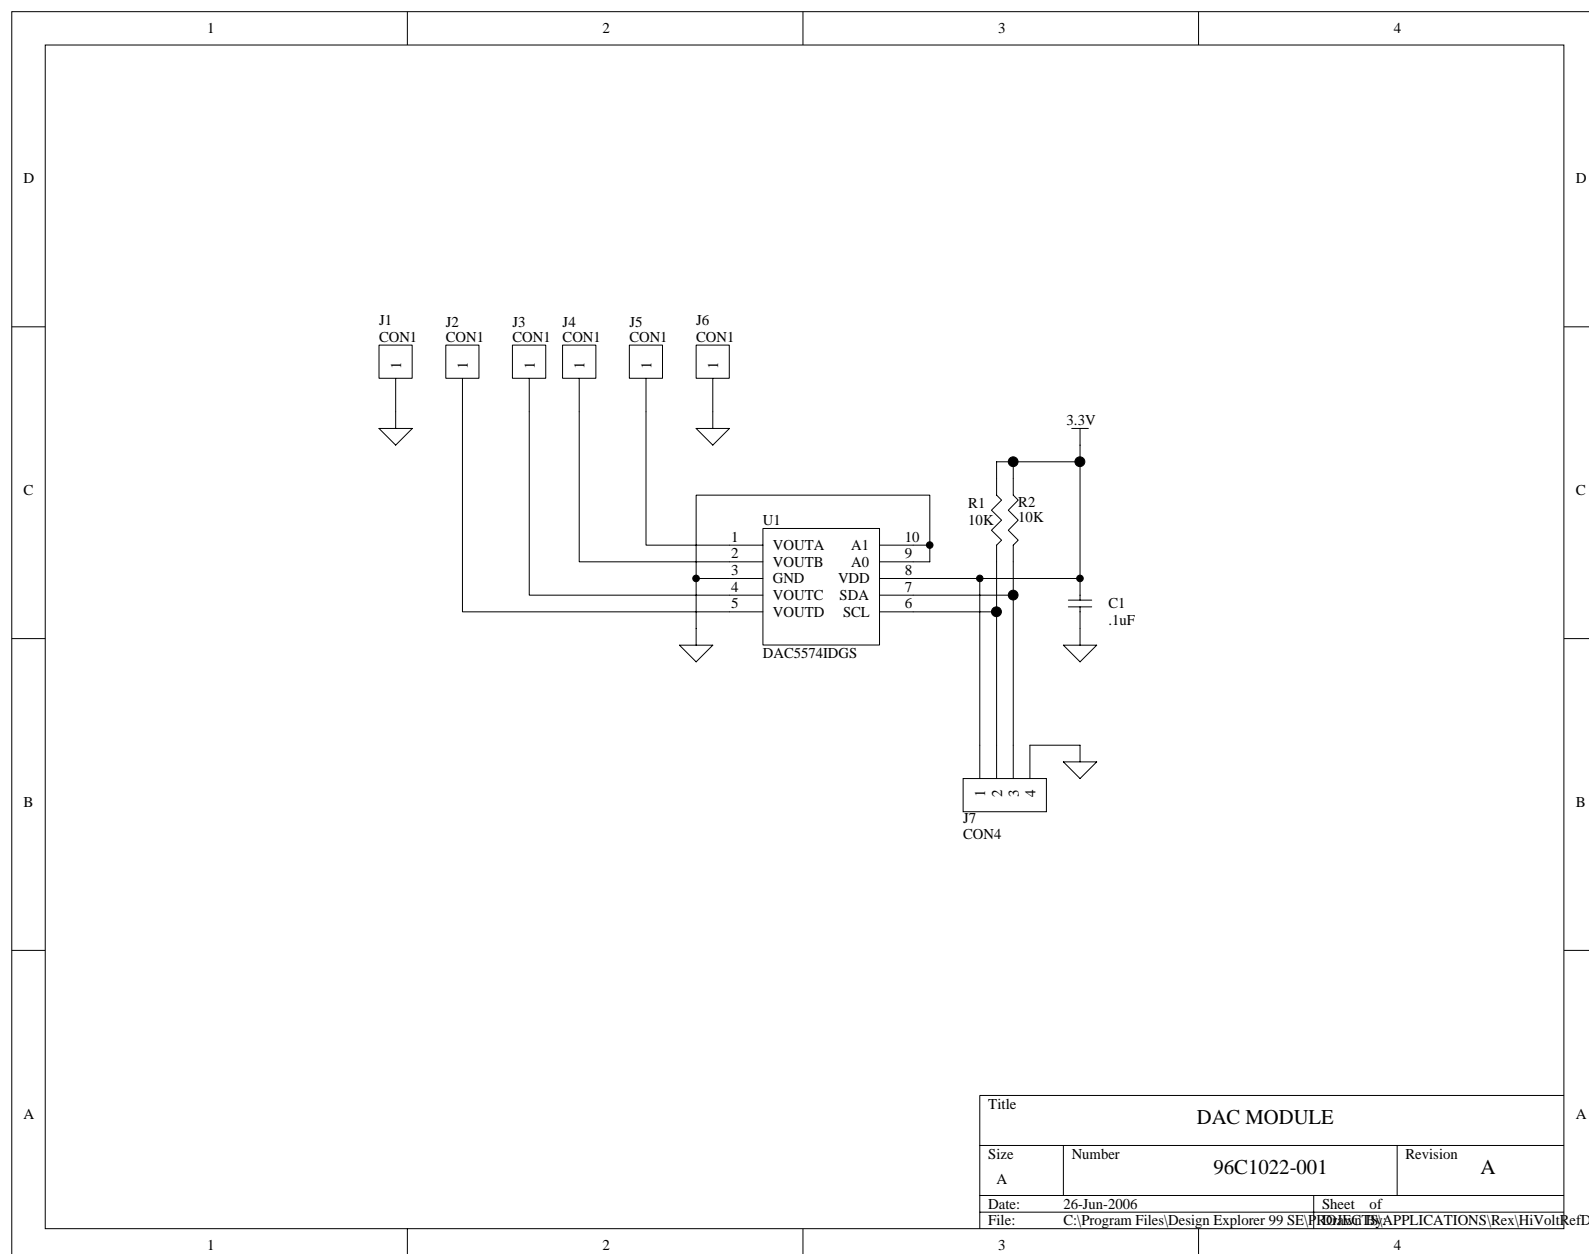 1 2 3 4
D D
J1 J2 J3 J4 J5 J6
CON1 CON1 CON1 CON1 CON1 CON1
1 1 1 1 1 1
3.3V
C C
R1 R2
10K 10K
U1
1 VOUTA A1 10
2 VOUTB A0 9
3 GND VDD 8
4 VOUTC SDA 7
5 VOUTD SCL 6
C1
.1uF
DAC5574IDGS
1 2 3 4
B B
J7
CON4
A A
Title
DAC MODULE
Size Number Revision
A 96C1022-001 A
Date: 26-Jun-2006 Sheet of
File: C:\Program Files\Design Explorer 99 SE\ \APPLICATIONS\Rex\HiVoltRefD
1 2 3 4